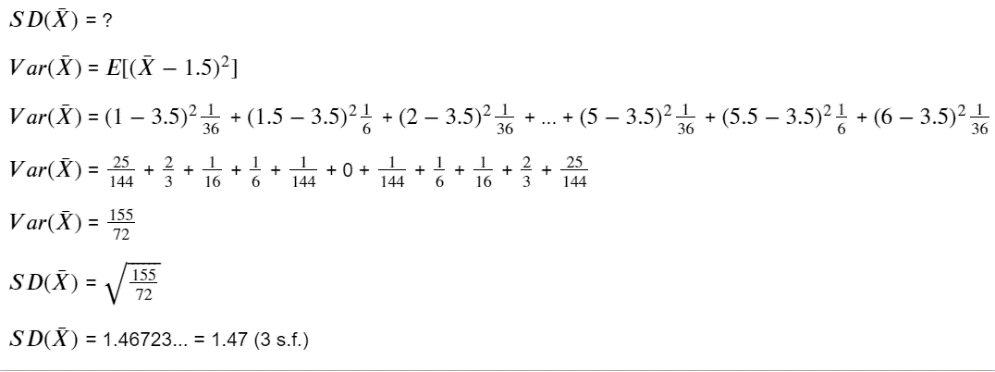 SD(X̄) = ?
Var(X̄) = E[(X̄ − 1.5)²]
Var(X̄) = (1 − 3.5)² 1/36 + (1.5 − 3.5)² 1/6 + (2 − 3.5)² 1/36 + ... + (5 − 3.5)² 1/36 + (5.5 − 3.5)² 1/6 + (6 − 3.5)² 1/36
Var(X̄) = 25/144 + 2/3 + 1/16 + 1/6 + 1/144 + 0 + 1/144 + 1/6 + 1/16 + 2/3 + 25/144
Var(X̄) = 155/72
SD(X̄) = √(155/72)
SD(X̄) = 1.46723... = 1.47 (3 s.f.)